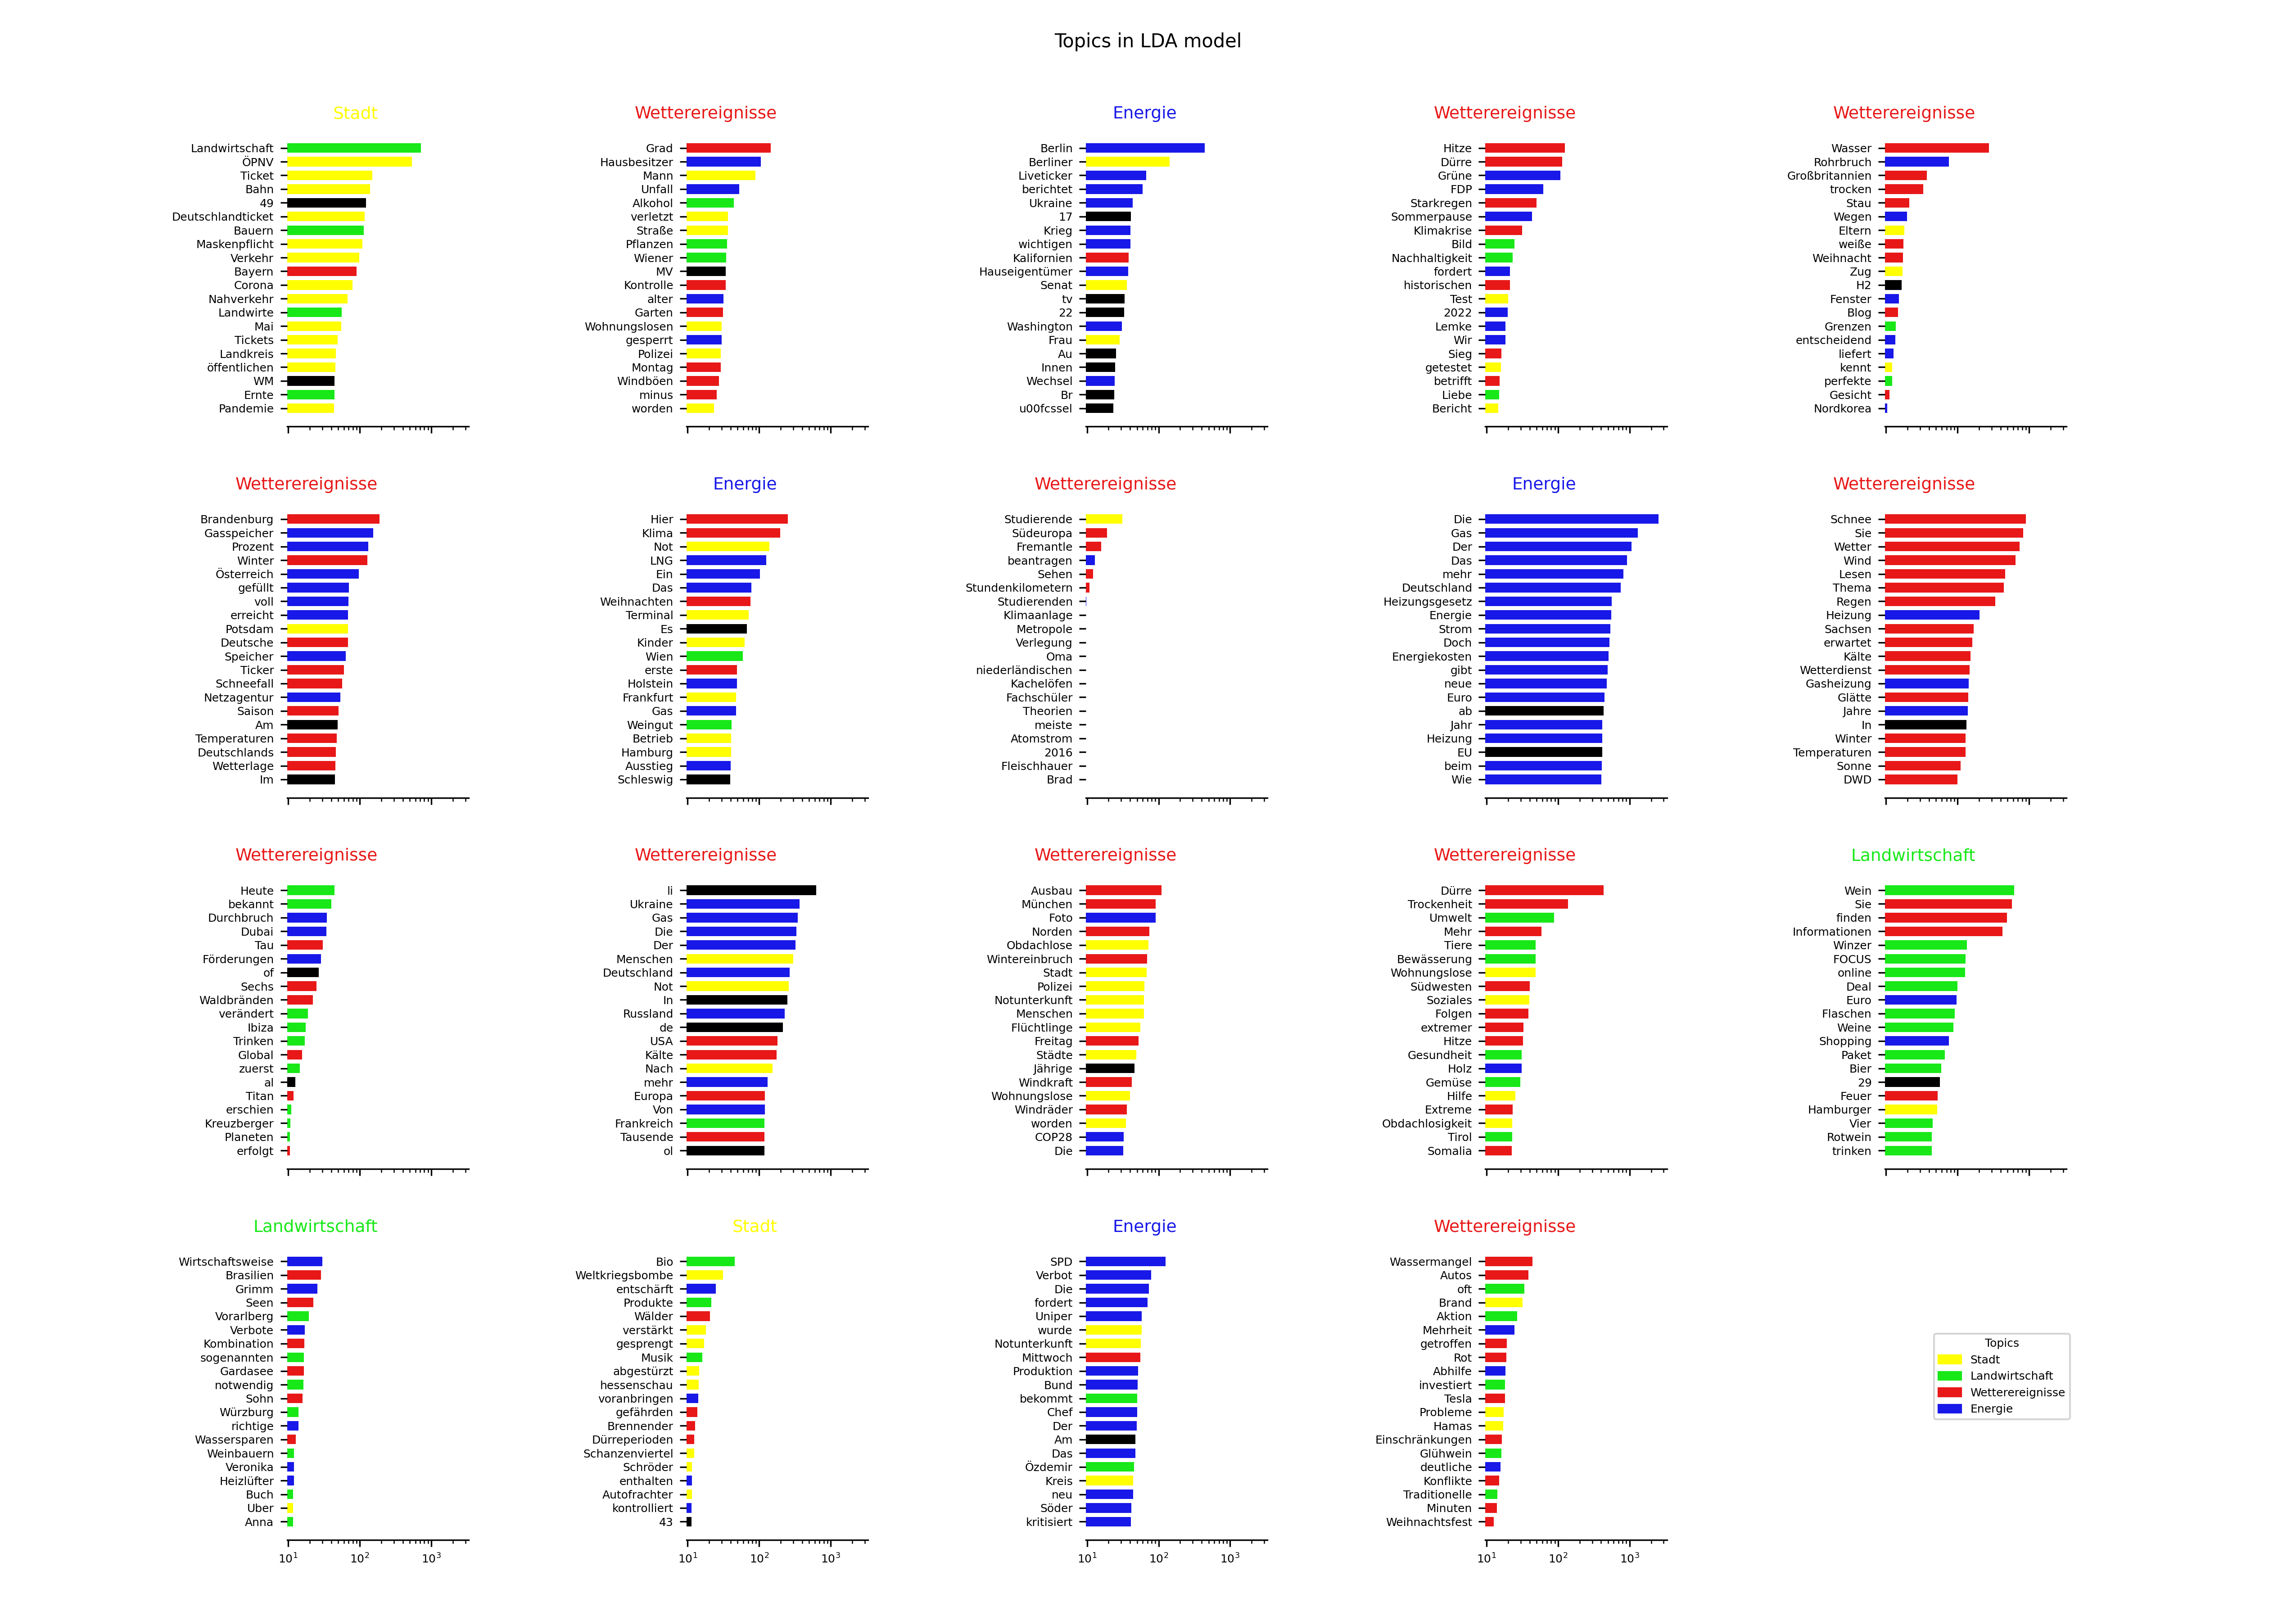 Topics in LDA model
Stadt
Landwirtschaft
ÖPNV
Ticket
Bahn
49
Deutschlandticket
Bauern
Maskenpflicht
Verkehr
Bayern
Corona
Nahverkehr
Landwirte
Mai
Tickets
Landkreis
öffentlichen
WM
Ernte
Pandemie
Wetterereignisse
Grad
Hausbesitzer
Mann
Unfall
Alkohol
verletzt
Straße
Pflanzen
Wiener
MV
Kontrolle
alter
Garten
Wohnungslosen
gesperrt
Polizei
Montag
Windböen
minus
worden
Energie
Berlin
Berliner
Liveticker
berichtet
Ukraine
17
Krieg
wichtigen
Kalifornien
Hauseigentümer
Senat
tv
22
Washington
Frau
Au
Innen
Wechsel
Br
u00fcssel
Wetterereignisse
Hitze
Dürre
Grüne
FDP
Starkregen
Sommerpause
Klimakrise
Bild
Nachhaltigkeit
fordert
historischen
Test
2022
Lemke
Wir
Sieg
getestet
betrifft
Liebe
Bericht
Wetterereignisse
Wasser
Rohrbruch
Großbritannien
trocken
Stau
Wegen
Eltern
weiße
Weihnacht
Zug
H2
Fenster
Blog
Grenzen
entscheidend
liefert
kennt
perfekte
Gesicht
Nordkorea
Wetterereignisse
Brandenburg
Gasspeicher
Prozent
Winter
Österreich
gefüllt
voll
erreicht
Potsdam
Deutsche
Speicher
Ticker
Schneefall
Netzagentur
Saison
Am
Temperaturen
Deutschlands
Wetterlage
Im
Energie
Hier
Klima
Not
LNG
Ein
Das
Weihnachten
Terminal
Es
Kinder
Wien
erste
Holstein
Frankfurt
Gas
Weingut
Betrieb
Hamburg
Ausstieg
Schleswig
Wetterereignisse
Studierende
Südeuropa
Fremantle
beantragen
Sehen
Stundenkilometern
Studierenden
Klimaanlage
Metropole
Verlegung
Oma
niederländischen
Kachelöfen
Fachschüler
Theorien
meiste
Atomstrom
2016
Fleischhauer
Brad
Energie
Die
Gas
Der
Das
mehr
Deutschland
Heizungsgesetz
Energie
Strom
Doch
Energiekosten
gibt
neue
Euro
ab
Jahr
Heizung
EU
beim
Wie
Wetterereignisse
Schnee
Sie
Wetter
Wind
Lesen
Thema
Regen
Heizung
Sachsen
erwartet
Kälte
Wetterdienst
Gasheizung
Glätte
Jahre
In
Winter
Temperaturen
Sonne
DWD
Wetterereignisse
Heute
bekannt
Durchbruch
Dubai
Tau
Förderungen
of
Sechs
Waldbränden
verändert
Ibiza
Trinken
Global
zuerst
al
Titan
erschien
Kreuzberger
Planeten
erfolgt
Wetterereignisse
li
Ukraine
Gas
Die
Der
Menschen
Deutschland
Not
In
Russland
de
USA
Kälte
Nach
mehr
Europa
Von
Frankreich
Tausende
ol
Wetterereignisse
Ausbau
München
Foto
Norden
Obdachlose
Wintereinbruch
Stadt
Polizei
Notunterkunft
Menschen
Flüchtlinge
Freitag
Städte
Jährige
Windkraft
Wohnungslose
Windräder
worden
COP28
Die
Wetterereignisse
Dürre
Trockenheit
Umwelt
Mehr
Tiere
Bewässerung
Wohnungslose
Südwesten
Soziales
Folgen
extremer
Hitze
Gesundheit
Holz
Gemüse
Hilfe
Extreme
Obdachlosigkeit
Tirol
Somalia
Landwirtschaft
Wein
Sie
finden
Informationen
Winzer
FOCUS
online
Deal
Euro
Flaschen
Weine
Shopping
Paket
Bier
29
Feuer
Hamburger
Vier
Rotwein
trinken
Landwirtschaft
Wirtschaftsweise
Brasilien
Grimm
Seen
Vorarlberg
Verbote
Kombination
sogenannten
Gardasee
notwendig
Sohn
Würzburg
richtige
Wassersparen
Weinbauern
Veronika
Heizlüfter
Buch
Uber
Anna
10¹ 10² 10³
Stadt
Bio
Weltkriegsbombe
entschärft
Produkte
Wälder
verstärkt
gesprengt
Musik
abgestürzt
hessenschau
voranbringen
gefährden
Brennender
Dürreperioden
Schanzenviertel
Schröder
enthalten
Autofrachter
kontrolliert
43
10¹ 10² 10³
Energie
SPD
Verbot
Die
fordert
Uniper
wurde
Notunterkunft
Mittwoch
Produktion
Bund
bekommt
Chef
Der
Am
Das
Özdemir
Kreis
neu
Söder
kritisiert
10¹ 10² 10³
Wetterereignisse
Wassermangel
Autos
oft
Brand
Aktion
Mehrheit
getroffen
Rot
Abhilfe
investiert
Tesla
Probleme
Hamas
Einschränkungen
Glühwein
deutliche
Konflikte
Traditionelle
Minuten
Weihnachtsfest
10¹ 10² 10³
Topics
Stadt
Landwirtschaft
Wetterereignisse
Energie